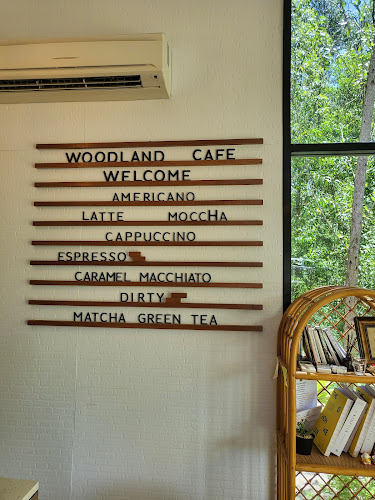 WOODLAND CAFE
WELCOME
AMERICANO
LATTE MOCCHA
CAPPUCCINO
ESPRESSO
CARAMEL MACCHIATO
DIRTY
MATCHA GREEN TEA